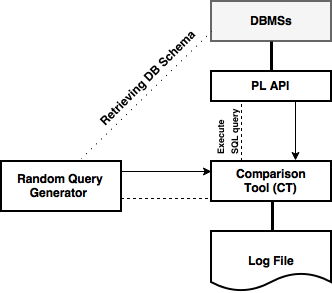 DBMSs
Retrieving DB Schema
PL API
Execute
SQL query
Random Query
Generator
Comparison
Tool (CT)
Log File